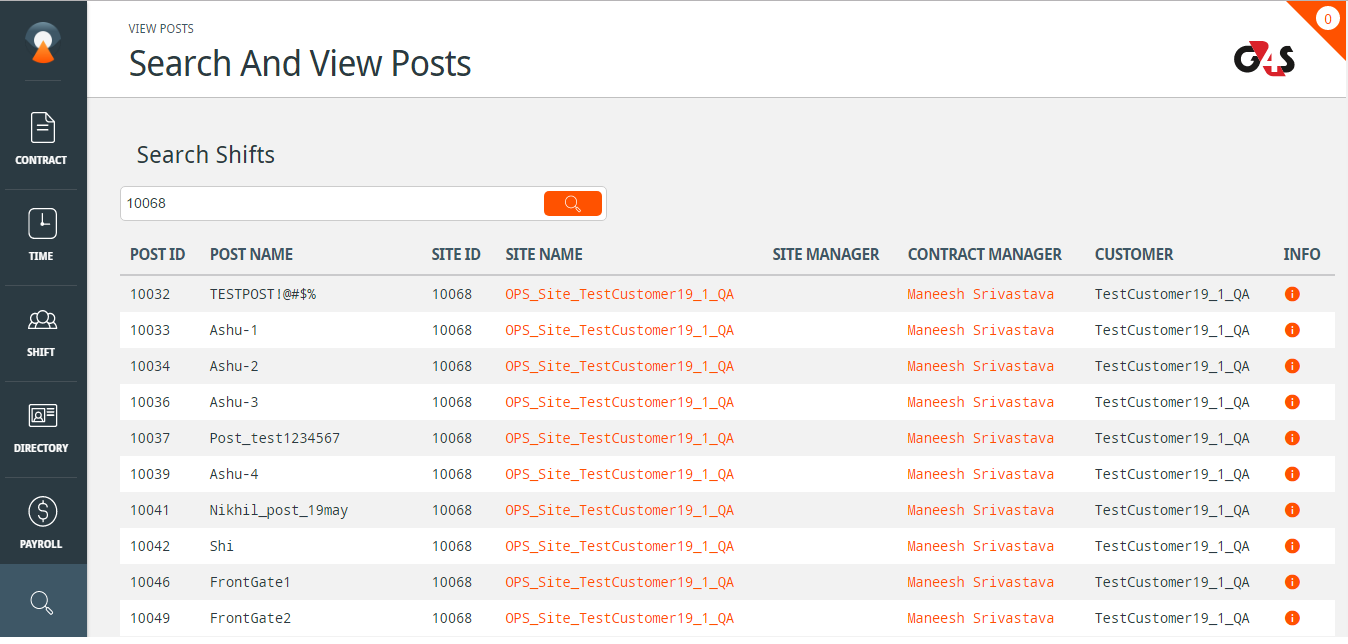 0
VIEW POSTS
Search And View Posts
G4S
CONTRACT
TIME
SHIFT
DIRECTORY
PAYROLL
Search Shifts
10068
POST ID POST NAME SITE ID SITE NAME SITE MANAGER CONTRACT MANAGER CUSTOMER INFO
10032 TESTPOST!@#$% 10068 OPS_Site_TestCustomer19_1_QA Maneesh Srivastava TestCustomer19_1_QA
10033 Ashu-1 10068 OPS_Site_TestCustomer19_1_QA Maneesh Srivastava TestCustomer19_1_QA
10034 Ashu-2 10068 OPS_Site_TestCustomer19_1_QA Maneesh Srivastava TestCustomer19_1_QA
10036 Ashu-3 10068 OPS_Site_TestCustomer19_1_QA Maneesh Srivastava TestCustomer19_1_QA
10037 Post_test1234567 10068 OPS_Site_TestCustomer19_1_QA Maneesh Srivastava TestCustomer19_1_QA
10039 Ashu-4 10068 OPS_Site_TestCustomer19_1_QA Maneesh Srivastava TestCustomer19_1_QA
10041 Nikhil_post_19may 10068 OPS_Site_TestCustomer19_1_QA Maneesh Srivastava TestCustomer19_1_QA
10042 Shi 10068 OPS_Site_TestCustomer19_1_QA Maneesh Srivastava TestCustomer19_1_QA
10046 FrontGate1 10068 OPS_Site_TestCustomer19_1_QA Maneesh Srivastava TestCustomer19_1_QA
10049 FrontGate2 10068 OPS_Site_TestCustomer19_1_QA Maneesh Srivastava TestCustomer19_1_QA